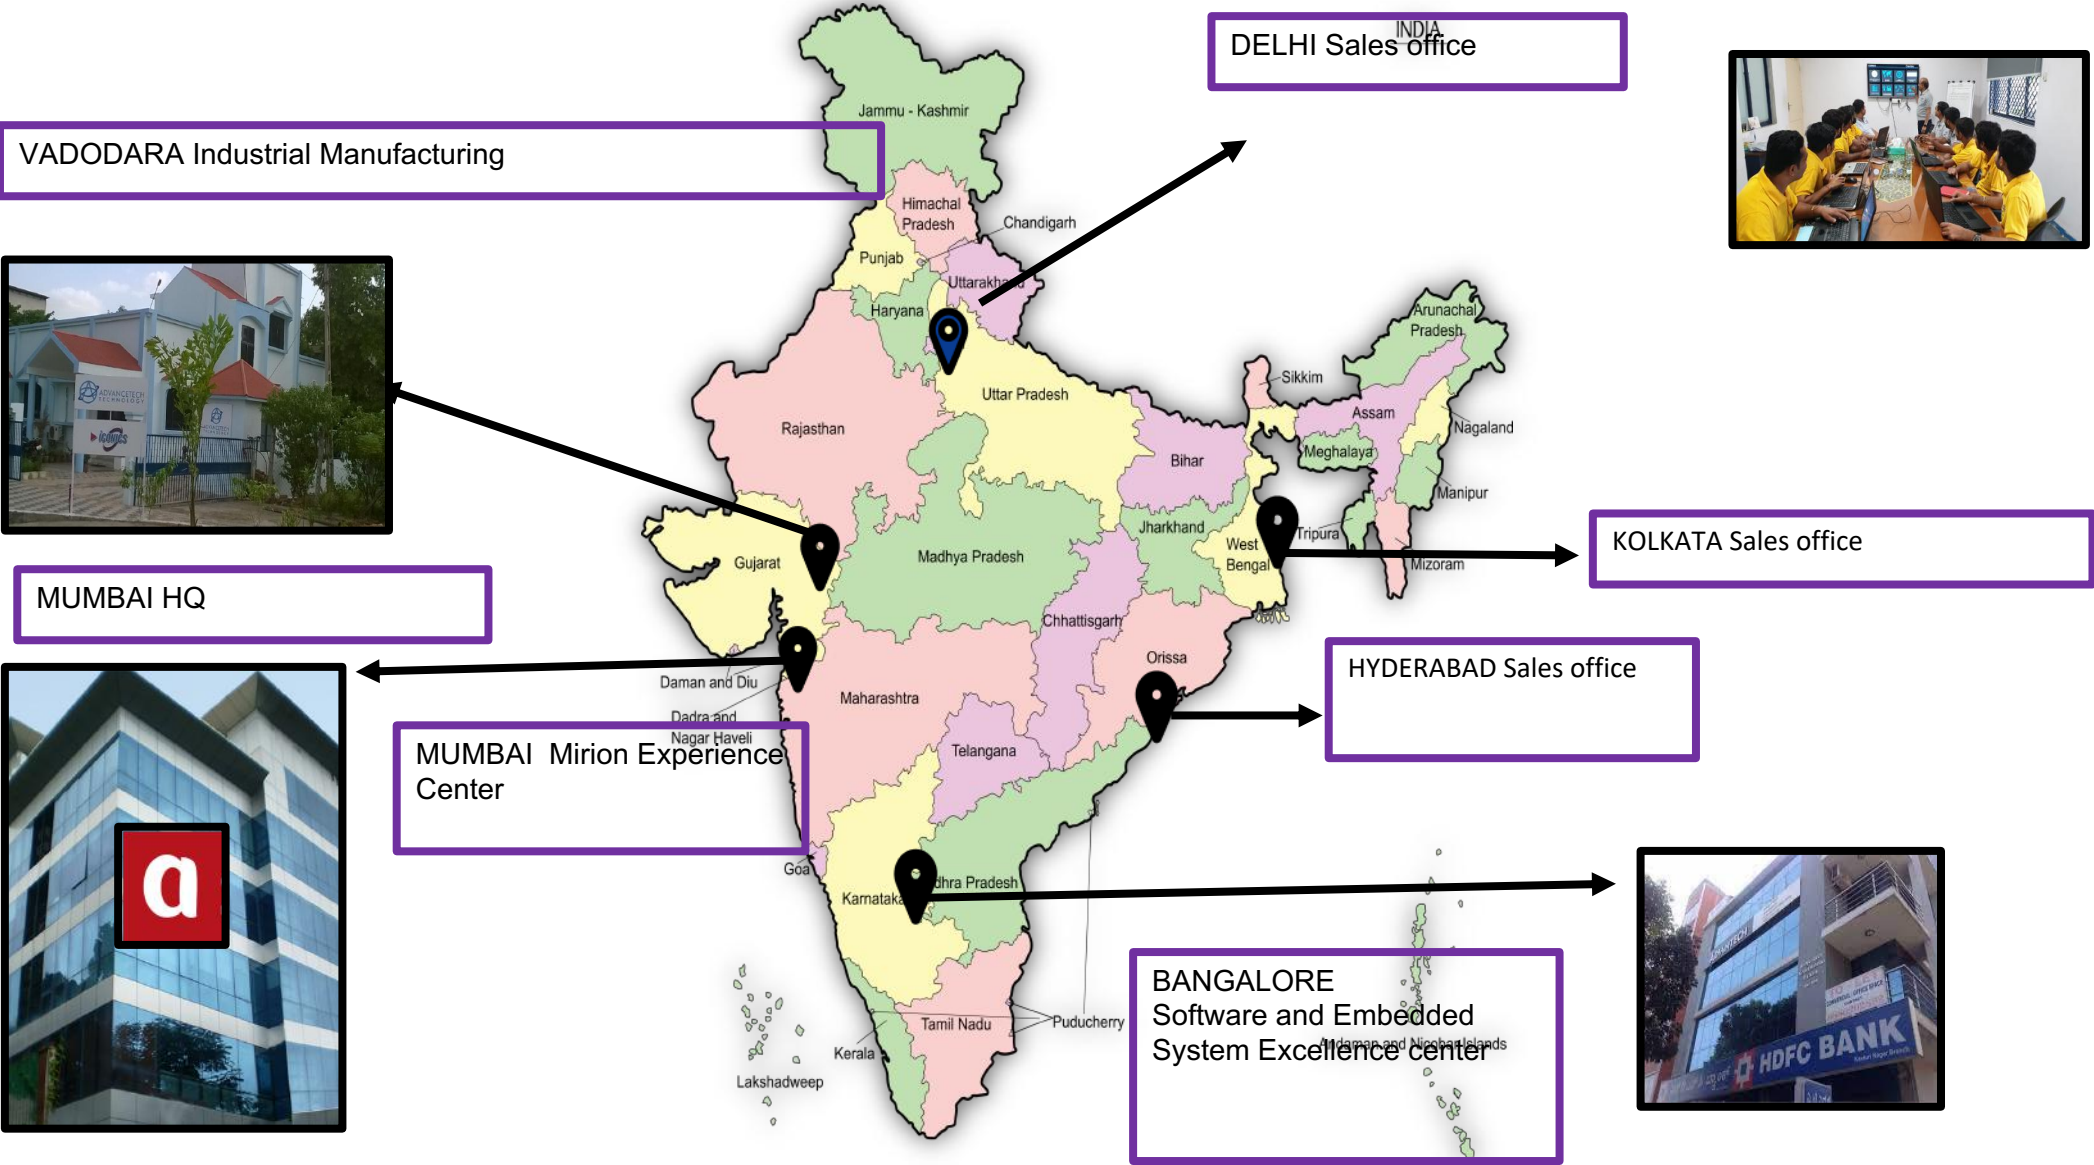 INDIA
DELHI Sales office
Jammu - Kashmir
VADODARA Industrial Manufacturing
Himachal
Pradesh
Chandigarh
Punjab
Uttarakhand
Haryana
Arunachal
Pradesh
ADVANCETECH
TECHNOLOGY
iconics
Sikkim
Uttar Pradesh
Assam
Nagaland
Rajasthan
Meghalaya
Bihar
Manipur
Jharkhand
Tripura
KOLKATA Sales office
West
Bengal
Madhya Pradesh
Gujarat
Mizoram
MUMBAI HQ
Chhattisgarh
Orissa
HYDERABAD Sales office
Daman and Diu
Maharashtra
Dadra and
Nagar Haveli
MUMBAI  Mirion Experience
Center
Telangana
a
Goa
dhra Pradesh
Karnataka
BANGALORE
Software and Embedded
System Excellence center
Andaman and Nicobar Islands
Puducherry
Tamil Nadu
Kerala
Lakshadweep
HDFC BANK